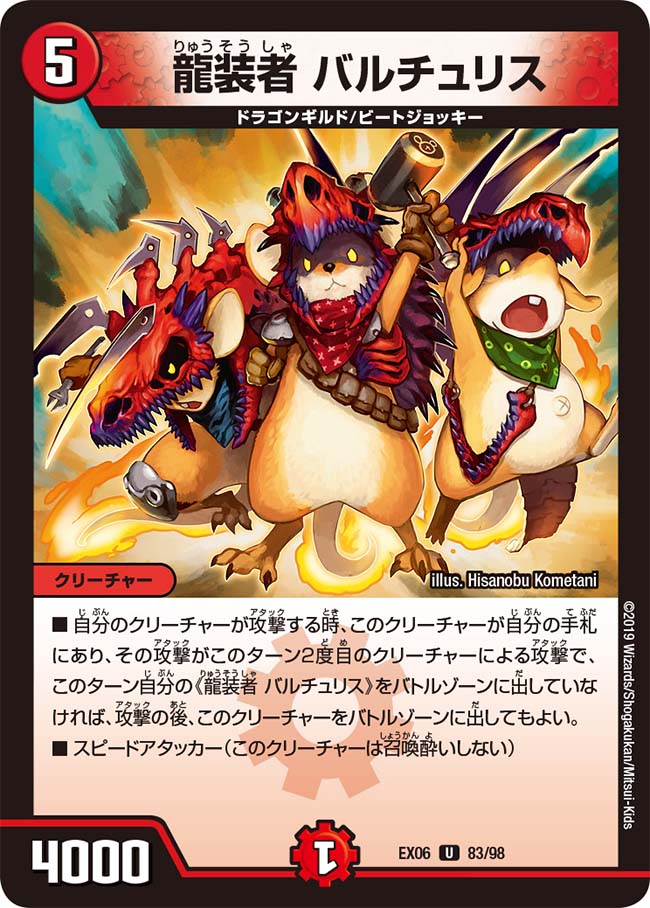 5
りゅうそうしゃ
龍装者 バルチュリス
ドラゴンギルド/ビートジョッキー
illus. Hisanobu Kometani
クリーチャー
■自分のクリーチャーが攻撃する時、このクリーチャーが自分の手札
にあり、その攻撃がこのターン2度目のクリーチャーによる攻撃で、
このターン自分の《龍装者 バルチュリス》をバトルゾーンに出していな
ければ、攻撃の後、このクリーチャーをバトルゾーンに出してもよい。
■スピードアタッカー(このクリーチャーは召喚酔いしない)
©2019 Wizards/Shogakukan/Mitsui-Kids
4000
1
EX06 U 83/98